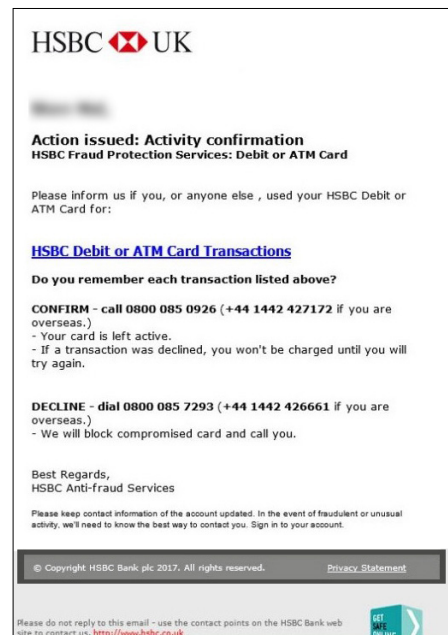 HSBC UK
Action issued: Activity confirmation
HSBC Fraud Protection Services: Debit or ATM Card
Please inform us if you, or anyone else , used your HSBC Debit or
ATM Card for:
HSBC Debit or ATM Card Transactions
Do you remember each transaction listed above?
CONFIRM - call 0800 085 0926 (+44 1442 427172 if you are
overseas.)
- Your card is left active.
- If a transaction was declined, you won't be charged until you will
try again.
DECLINE - dial 0800 085 7293 (+44 1442 426661 if you are
overseas.)
- We will block compromised card and call you.
Best Regards,
HSBC Anti-fraud Services
Please keep contact information of the account updated. In the event of fraudulent or unusual
activity, we'll need to know the best way to contact you. Sign in to your account.
© Copyright HSBC Bank plc 2017. All rights reserved. Privacy Statement
Please do not reply to this email - use the contact points on the HSBC Bank web
site to contact us. http://www.hsbc.co.uk
GET
SAFE
ONLINE